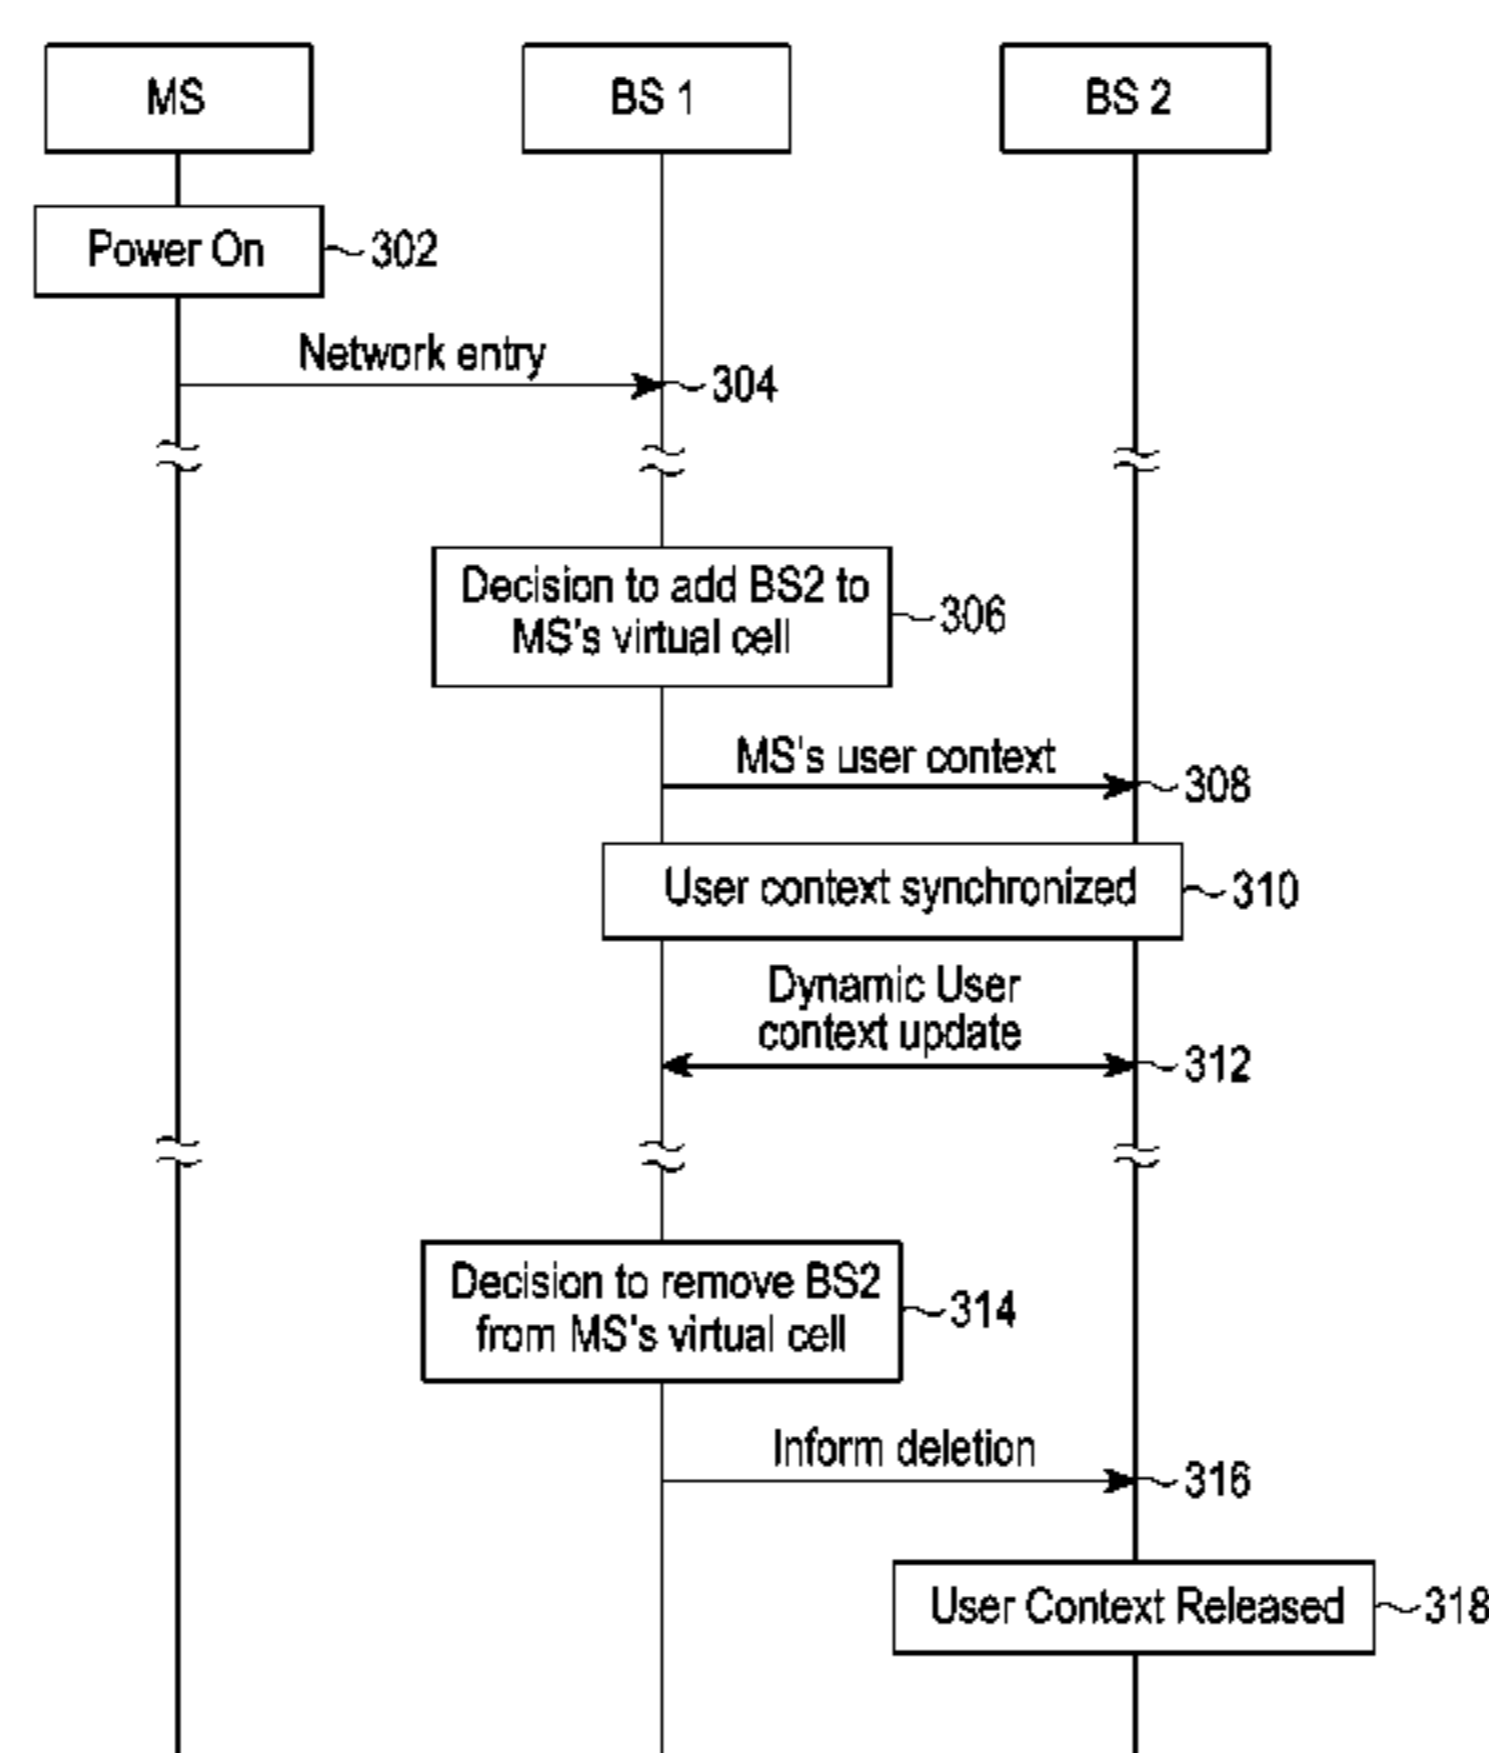 MS
BS 1
BS 2
Power On
302
Network entry
304
Decision to add BS2 to
MS's virtual cell
306
MS's user context
308
User context synchronized
310
Dynamic User
context update
312
Decision to remove BS2
from MS's virtual cell
314
Inform deletion
316
User Context Released
318